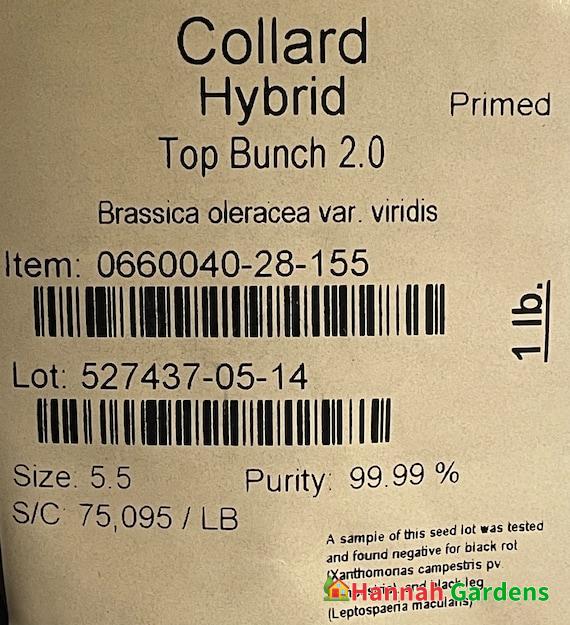 Collard
Hybrid
Primed
Top Bunch 2.0
Brassica oleracea var. viridis
Item: 0660040-28-155
1 lb.
Lot: 527437-05-14
Size: 5.5 Purity: 99.99 %
S/C 75,095 / LB
A sample of this seed lot was tested
and found negative for black rot
(Xanthomonas campestris pv.
and black leg
(Leptospaeria maculans)
Hannah Gardens